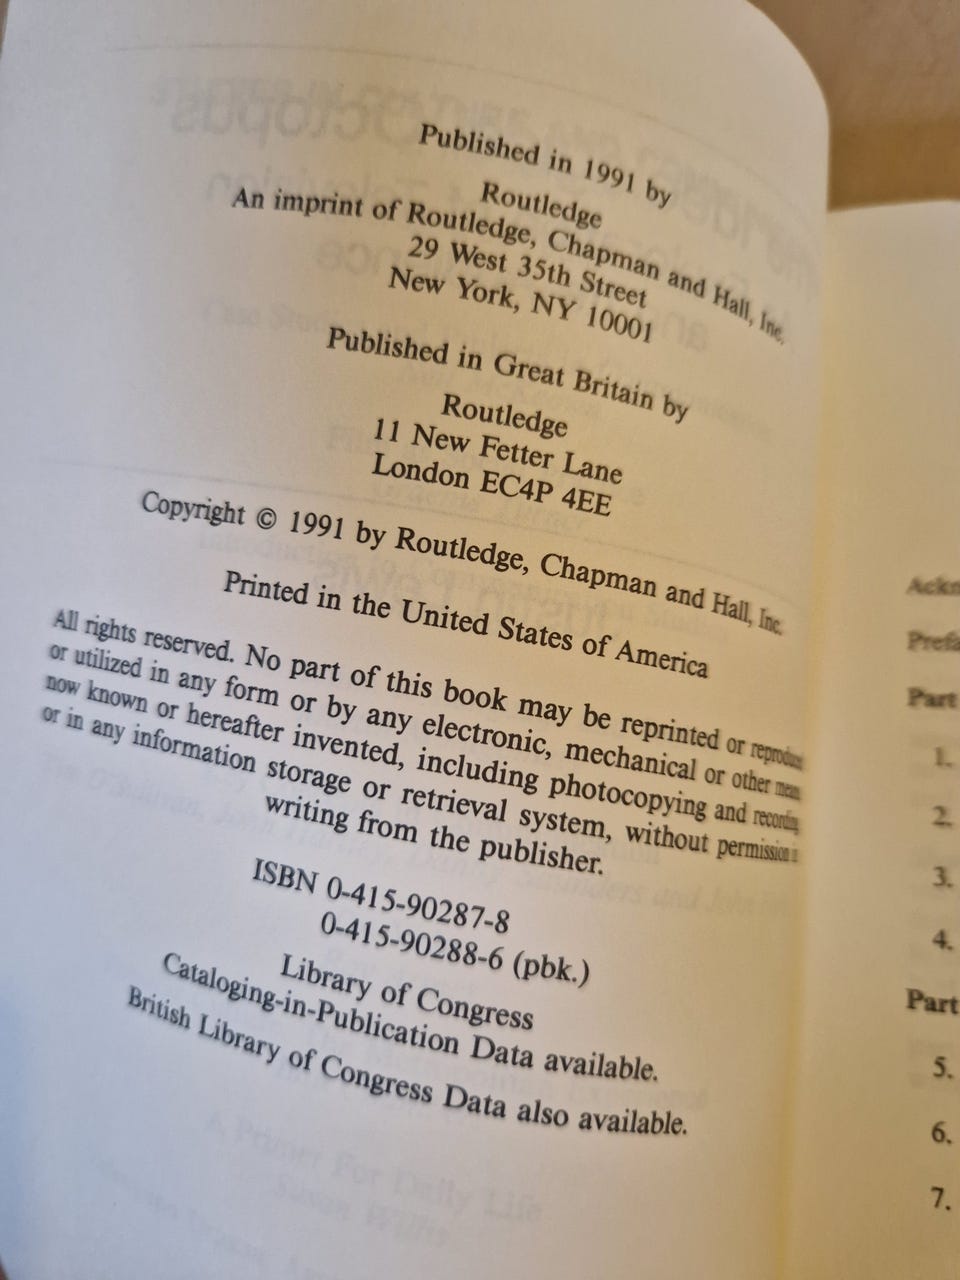 Published in 1991 by
Routledge
An imprint of Routledge, Chapman and Hall, Inc.
29 West 35th Street
New York, NY 10001
Published in Great Britain by
Routledge
11 New Fetter Lane
London EC4P 4EE
Copyright © 1991 by Routledge, Chapman and Hall, Inc.
Printed in the United States of America
All rights reserved. No part of this book may be reprinted or
or utilized in any form or by any electronic, mechanical or other
now known or hereafter invented, including photocopying and recording,
or in any information storage or retrieval system, without permission
writing from the publisher.
ISBN 0-415-90287-8
0-415-90288-6 (pbk.)
Library of Congress
Cataloging-in-Publication Data available.
British Library of Congress Data also available.
Part
1.
2.
3.
4.
Part
5.
6.
7.